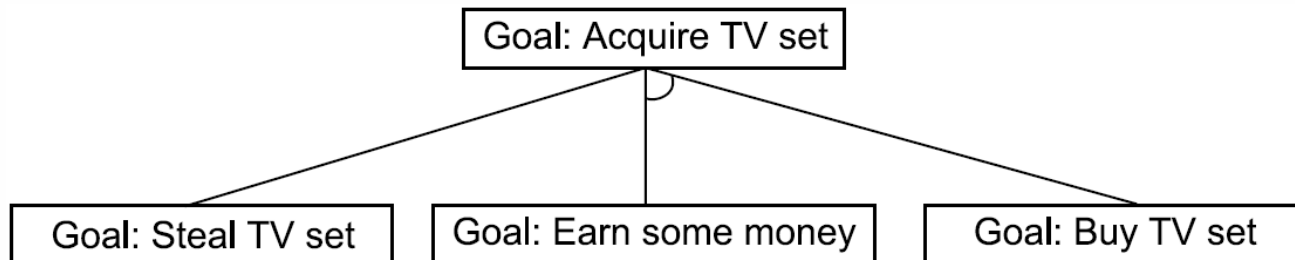 Goal: Acquire TV set
Goal: Steal TV set
Goal: Earn some money
Goal: Buy TV set